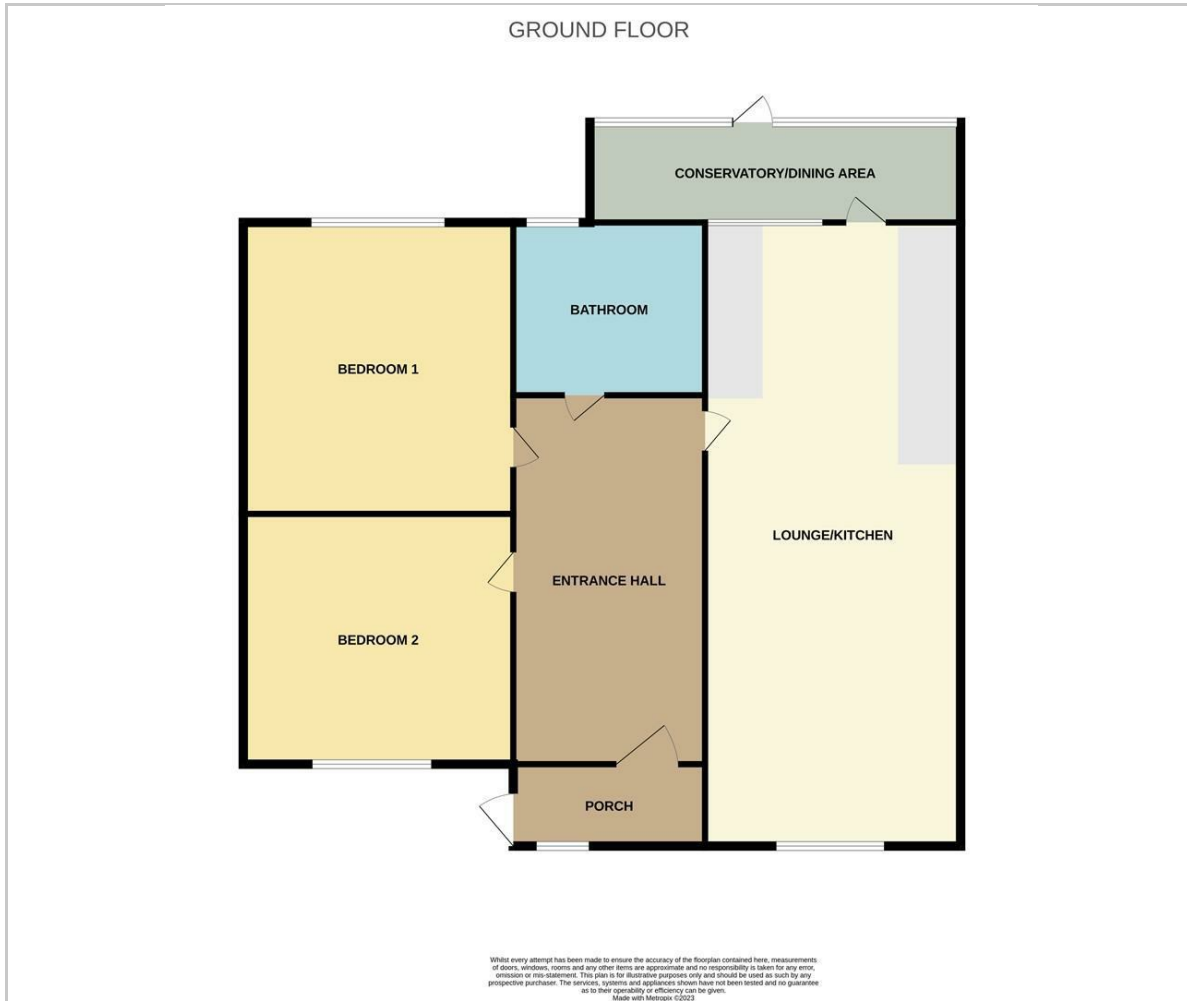 GROUND FLOOR
CONSERVATORY/DINING AREA
BATHROOM
BEDROOM 1
LOUNGE/KITCHEN
ENTRANCE HALL
BEDROOM 2
PORCH
Whilst every attempt has been made to ensure the accuracy of the floorplan contained here, measurements
of doors, windows, rooms and any other items are approximate and no responsibility is taken for any error,
omission or mis-statement. This plan is for illustrative purposes only and should be used as such by any
prospective purchaser. The services, systems and appliances shown have not been tested and no guarantee
as to their operability or efficiency can be given.
Made with Metropix ©2023